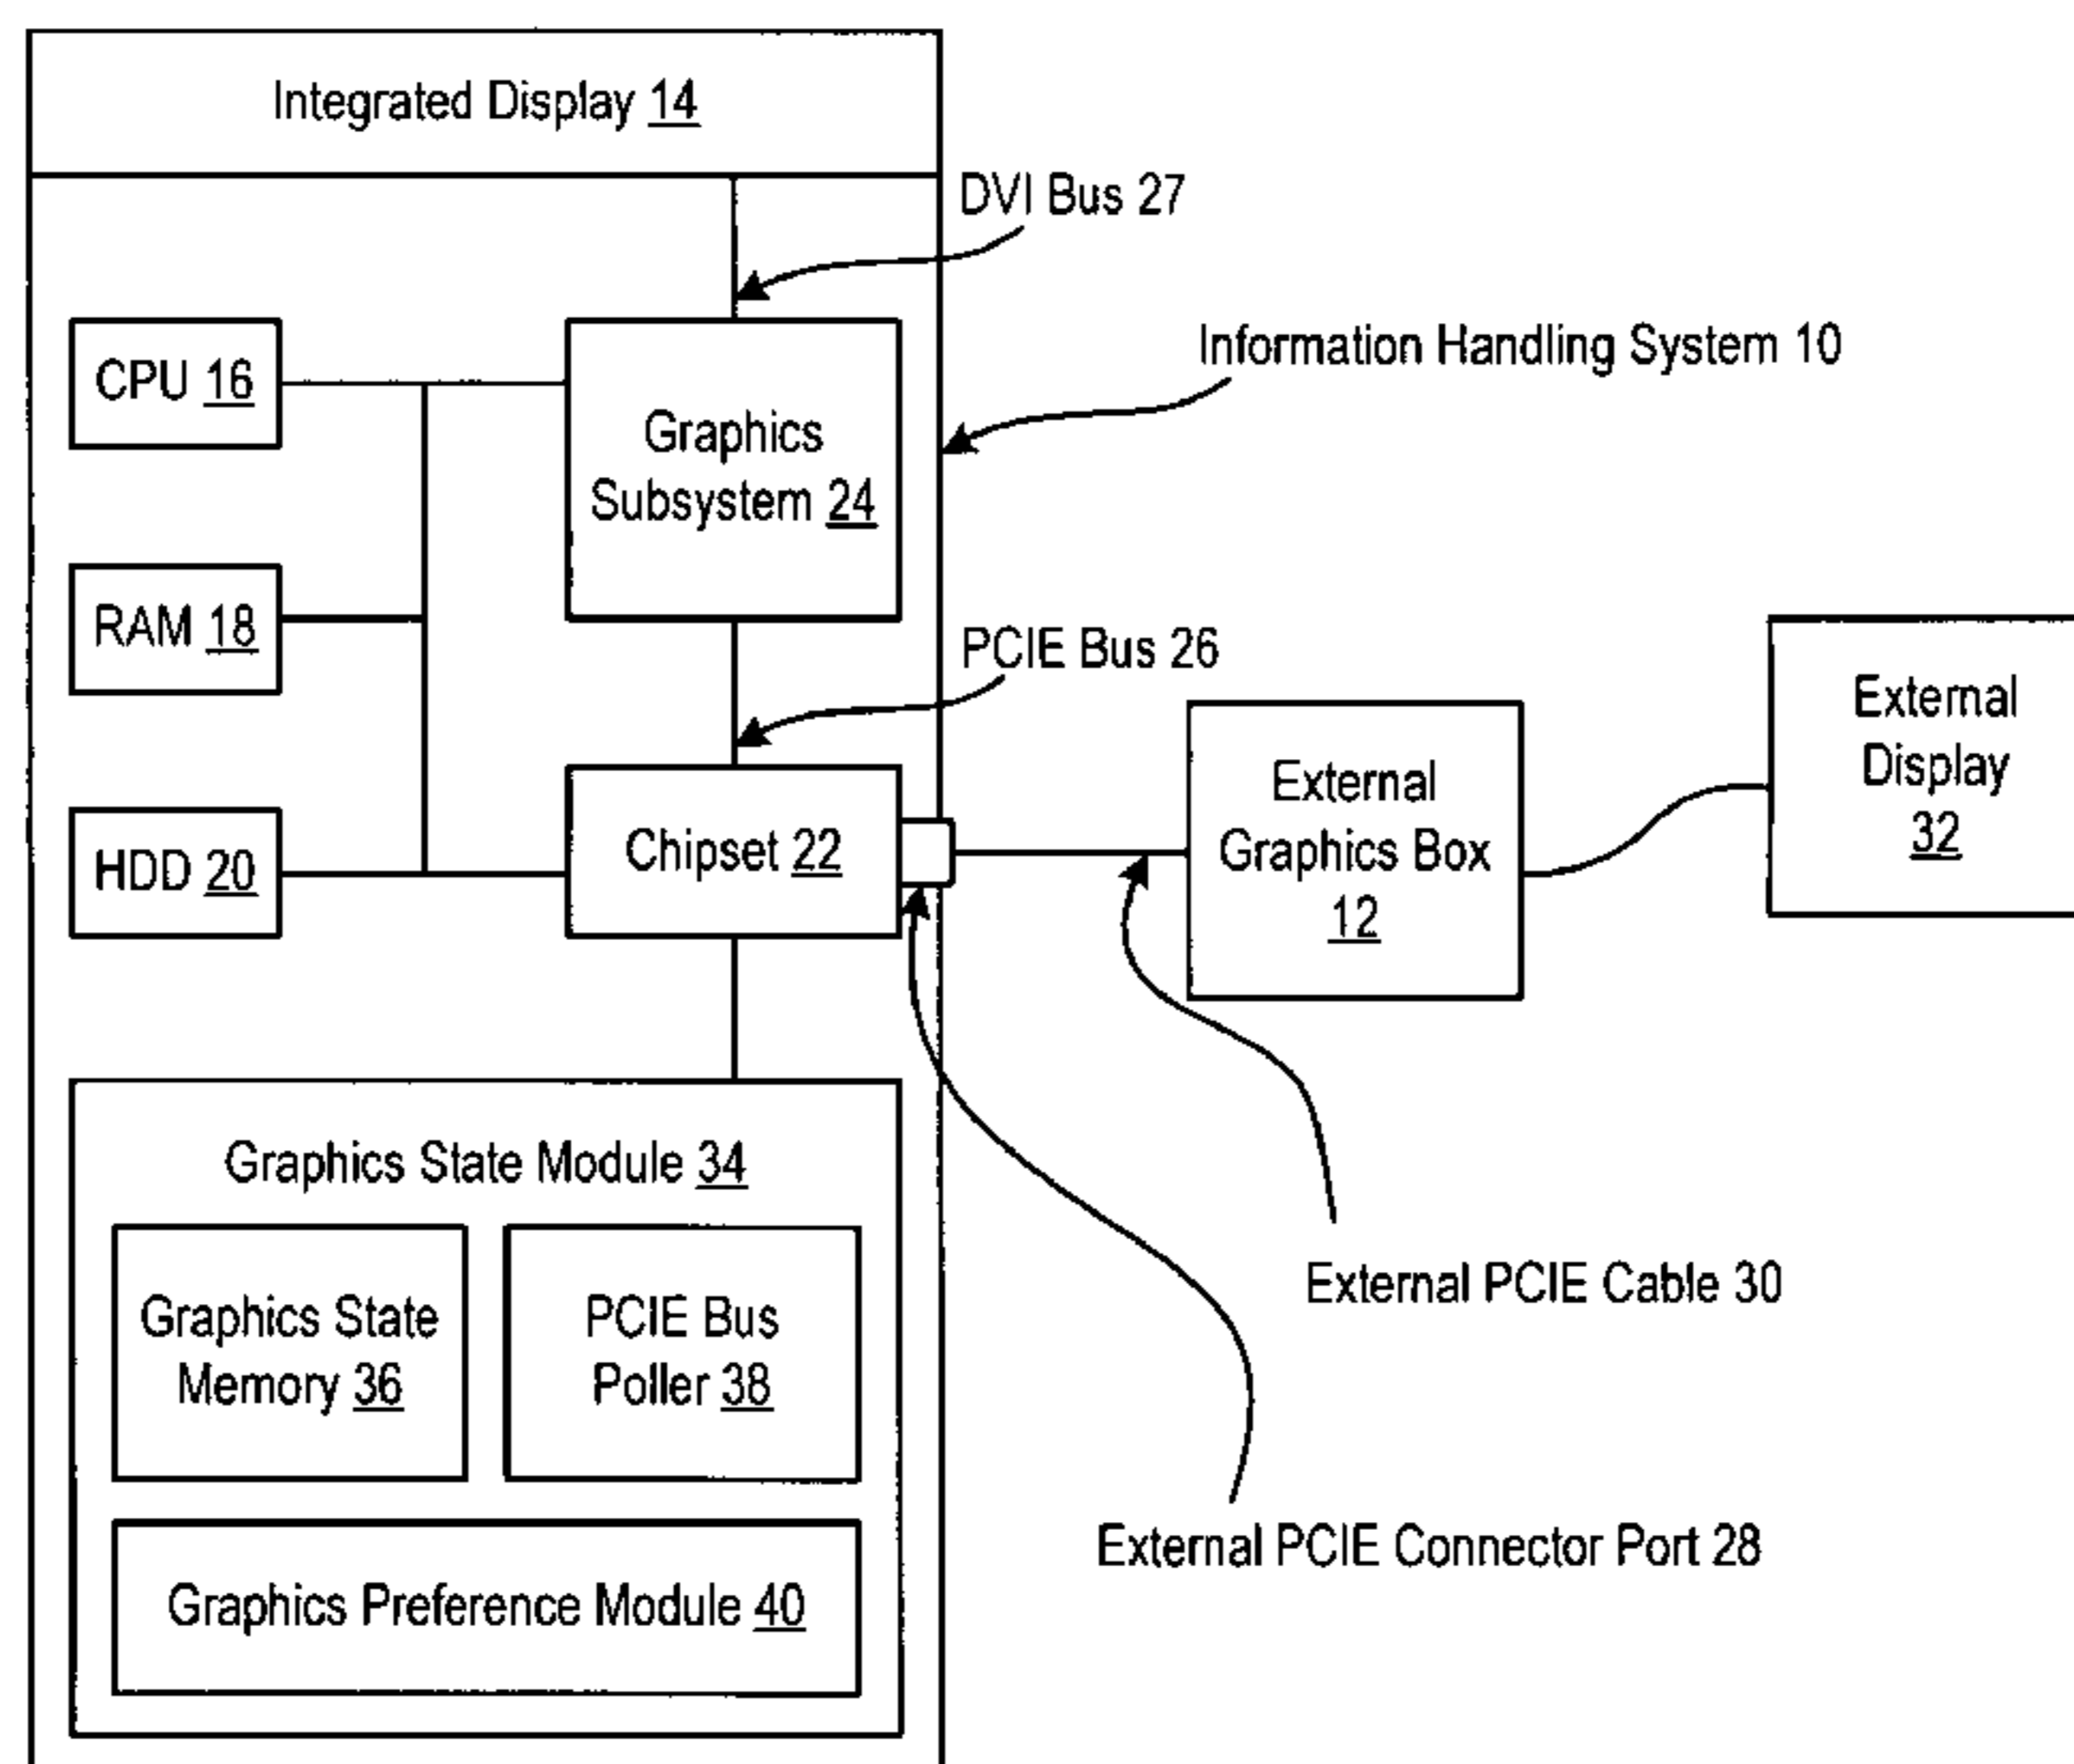 Integrated Display 14
DVI Bus 27
CPU 16
Graphics
Subsystem 24
Information Handling System 10
RAM 18
PCIE Bus 26
HDD 20
Chipset 22
External
Graphics Box
12
External
Display
32
Graphics State Module 34
Graphics State
Memory 36
PCIE Bus
Poller 38
Graphics Preference Module 40
External PCIE Cable 30
External PCIE Connector Port 28